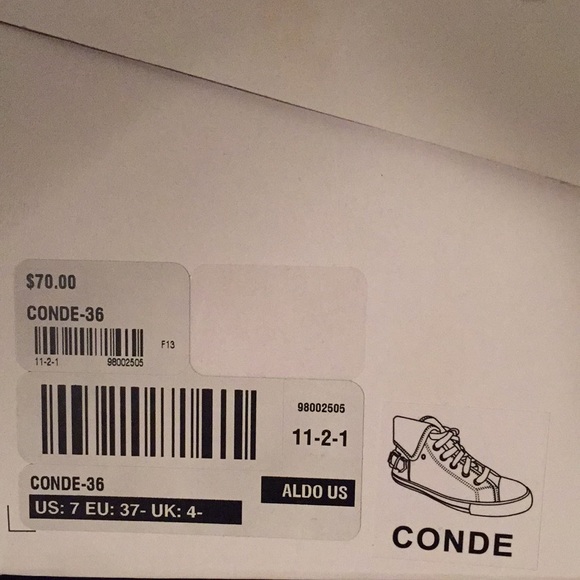 $70.00
CONDE-36
F13
11-2-1 98002505
98002505
11-2-1
CONDE-36
ALDO US
US: 7 EU: 37- UK: 4-
CONDE